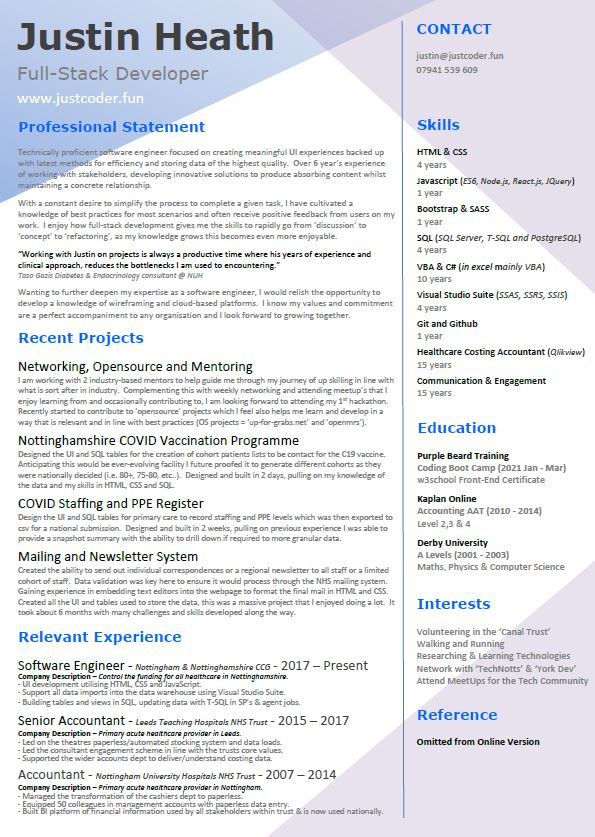 Justin Heath
Full-Stack Developer
www.justcoder.fun
Professional Statement
Technically proficient software engineer focused on creating meaningful UI experiences backed up
with latest methods for efficiency and storing data of the highest quality. Over 6 year's experience
of working with stakeholders, developing innovative solutions to produce absorbing content whilst
maintaining a concrete relationship.
With a constant desire to simplify the process to complete a given task, I have cultivated a
knowledge of best practices for most scenarios and often receive positive feedback from users on my
work. I enjoy how full-stack development gives me the skills to rapidly go from 'discussion' to
'concept' to 'refactoring', as my knowledge grows this becomes even more enjoyable.
"Working with Justin on projects is always a productive time where his years of experience and
clinical approach, reduces the bottlenecks I am used to encountering."
Taso Gazis Diabetes & Endocrinology consultant @ NUH
Wanting to further deepen my expertise as a software engineer, I would relish the opportunity to
develop a knowledge of wireframing and cloud-based platforms. I know my values and commitment
are a perfect accompaniment to any organisation and I look forward to growing together.
Recent Projects
Networking, Opensource and Mentoring
I am working with 2 industry-based mentors to help guide me through my journey of up skilling in line with
what is sort after in industry. Complementing this with weekly networking and attending meetup's that I
enjoy learning from and occasionally contributing to, I am looking forward to attending my 1st hackathon.
Recently started to contribute to 'opensource' projects which I feel also helps me learn and develop in a
way that is relevant and in line with best practices (OS projects = 'up-for-grabs.net' and 'openmrs').
Nottinghamshire COVID Vaccination Programme
Designed the UI and SQL tables for the creation of cohort patients lists to be contact for the C19 vaccine.
Anticipating this would be ever-evolving facility I future proofed it to generate different cohorts as they
were nationally decided (i.e. 80+, 75-80, etc..). Designed and built in 2 days, pulling on my knowledge of
the data and my skills in HTML, CSS and SQL.
COVID Staffing and PPE Register
Design the UI and SQL tables for primary care to record staffing and PPE levels which was then exported to
csv for a national submission. Designed and built in 2 weeks, pulling on previous experience I was able to
provide a snapshot summary with the ability to drill down if required to more granular data.
Mailing and Newsletter System
Created the ability to send out individual correspondences or a regional newsletter to all staff or a limited
cohort of staff. Data validation was key here to ensure it would process through the NHS mailing system.
Gaining experience in embedding text editors into the webpage to format the final mail in HTML and CSS.
Created all the UI and tables used to store the data, this was a massive project that I enjoyed doing a lot. It
took about 6 months with many challenges and skills developed along the way.
Relevant Experience
Software Engineer - Nottingham & Nottinghamshire CCG - 2017 – Present
Company Description – Control the funding for all healthcare in Nottinghamshire.
- UI development utilising HTML, CSS and JavaScript.
- Support all data imports into the data warehouse using Visual Studio Suite.
- Building tables and views in SQL, updating data with T-SQL in SP's & agent jobs.
Senior Accountant - Leeds Teaching Hospitals NHS Trust - 2015 – 2017
Company Description – Primary acute healthcare provider in Leeds.
- Led on the theatres paperless/automated stocking system and data loads.
- Led the consultant engagement scheme in line with the trusts core values.
- Supported the wider accounts dept to deliver/understand costing data.
Accountant - Nottingham University Hospitals NHS Trust - 2007 – 2014
Company Description – Primary acute healthcare provider in Nottingham.
- Managed the transformation of the cashiers dept to paperless.
- Equipped 50 colleagues in management accounts with paperless data entry.
- Built BI platform of financial information used by all stakeholders within trust & is now used nationally.
CONTACT
justin@justcoder.fun
07941 539 609
Skills
HTML & CSS
4 years
Javascript (ES6, Node.js, React.js, JQuery)
1 year
Bootstrap & SASS
1 year
SQL (SQL Server, T-SQL and PostgreSQL)
4 years
VBA & C# (in excel mainly VBA)
10 years
Visual Studio Suite (SSAS, SSRS, SSIS)
4 years
Git and Github
1 year
Healthcare Costing Accountant (Qlikview)
15 years
Communication & Engagement
15 years
Education
Purple Beard Training
Coding Boot Camp (2021 Jan - Mar)
w3school Front-End Certificate
Kaplan Online
Accounting AAT (2010 - 2014)
Level 2,3 & 4
Derby University
A Levels (2001 - 2003)
Maths, Physics & Computer Science
Interests
Volunteering in the 'Canal Trust'
Walking and Running
Researching & Learning Technologies
Network with 'TechNotts' & 'York Dev'
Attend MeetUps for the Tech Community
Reference
Omitted from Online Version